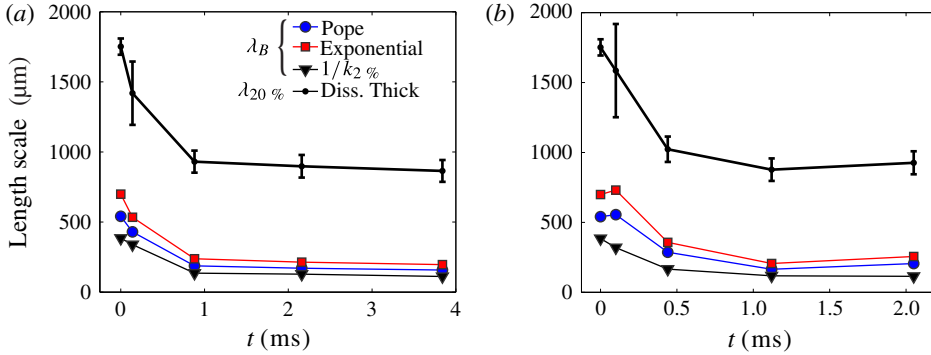 (a)
2000
1500
1000
500
0
Length scale (μm)
λB
Pope
Exponential
1/k2 %
λ20 % Diss. Thick
0 1 2 3 4
t (ms)
(b)
2000
1500
1000
500
0
0 0.5 1.0 1.5 2.0
t (ms)